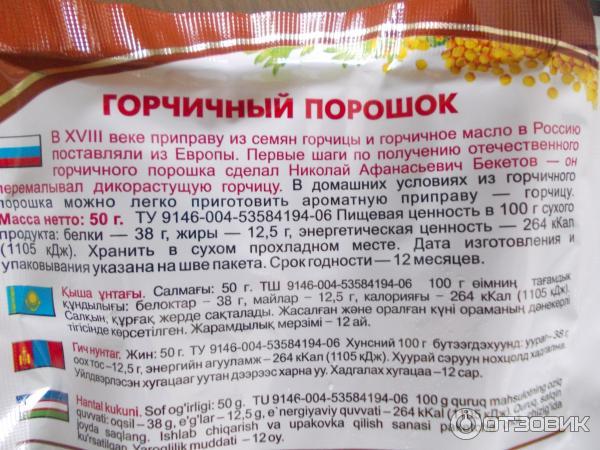 ГОРЧИЧНЫЙ ПОРОШОК
В XVIII веке приправу из семян горчицы и горчичное масло в Россию
поставляли из Европы. Первые шаги по получению отечественного
горчичного порошка сделал Николай Афанасьевич Бекетов — он
перемалывал дикорастущую горчицу. В домашних условиях из горчичного
порошка можно легко приготовить ароматную приправу — горчицу.
Масса нетто: 50 г. ТУ 9146-004-53584194-06 Пищевая ценность в 100 г сухого
продукта: белки — 38 г, жиры — 12,5 г, энергетическая ценность — 264 кКал
(1105 кДж). Хранить в сухом прохладном месте. Дата изготовления и
упаковывания указана на шве пакета. Срок годности — 12 месяцев.
Қыша ұнтағы. Салмағы: 50 г. ТШ 9146-004-53584194-06 100 г өімнің тағамдық
құндылығы: белоктар – 38 г, майлар – 12,5 г, калорияғы – 264 кКал (1105 кДж).
Салқын, құрғақ жерде сақталады. Жасалған және оралған күні ораманың дәнекерлі
тігісінде көрсетілген. Жарамдылық мерзімі – 12 ай.
Гич нунтаг. Жин: 50 г. ТУ 9146-004-53584194-06 Хунсний 100 г бүтээгдэхүүнд: уураг–38 г,
өөх тос–12,5 г, энергийн агууламж–264 кКал (1105 кДж). Хуурай сэрүүн нөхцөлд хадгална.
Үйлдвэрлэсэн хугацааг уутан дээрээс харна уу. Хадгалах хугацаа–12 сар.
Hantal kukuni. Sof og'irligi: 50 g. TU 9146-004-53584194-06 100 g quruq mahsulotning oziq
quvvati: oqsil – 38 g, e'g'lar – 12,5 g, e`nergiyaviy quvvati – 264 kKal (1105 kDj). Quruq, salqin
joyda saqlang. Ishlab chiqarish va upakovka qilish sanasi
ko'rsatilgan. Yaroqlilik muddati – 12 oy.
ОТЗОВИК